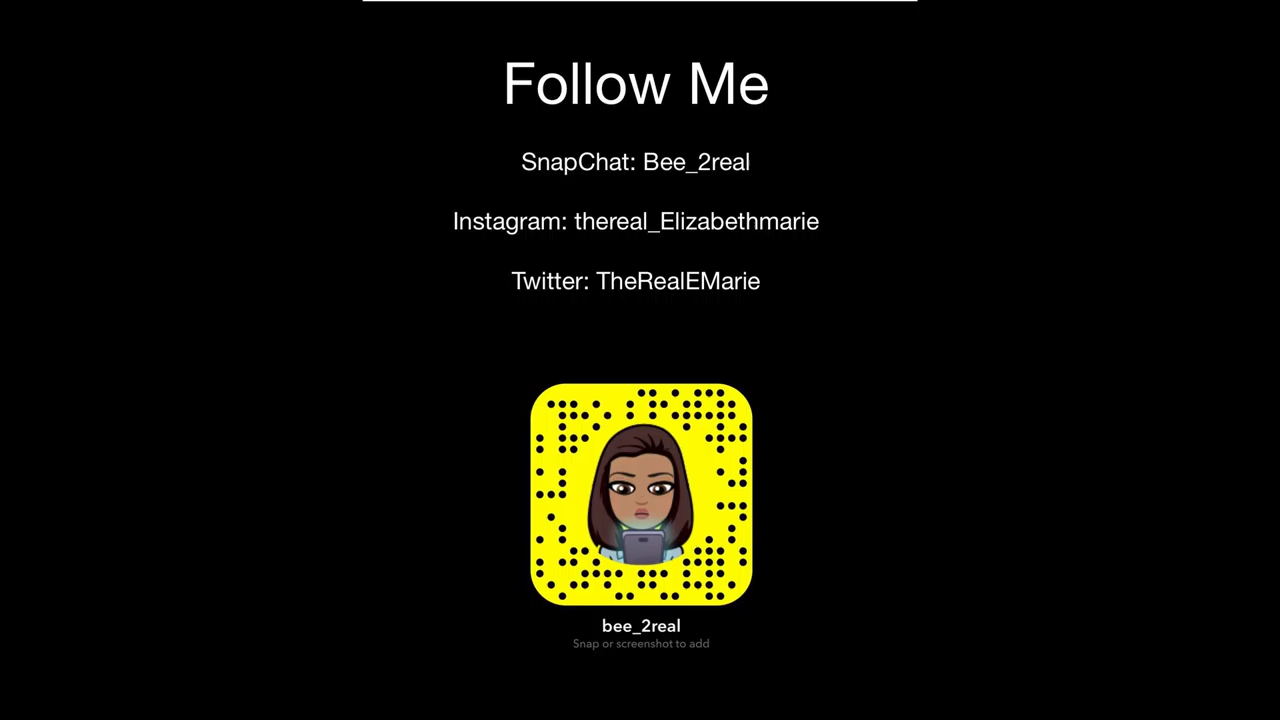 Follow Me
SnapChat: Bee_2real
Instagram: thereal_Elizabethmarie
Twitter: TheRealEMarie
bee_2real
Snap or screenshot to add